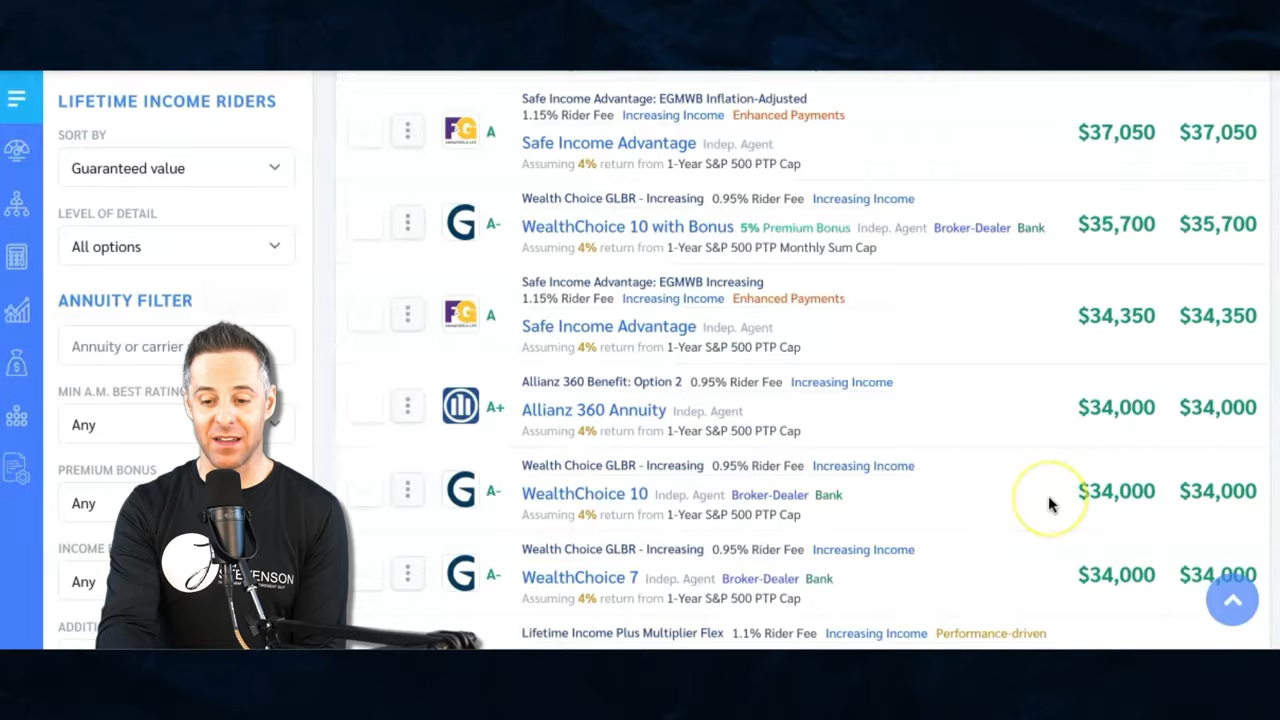 LIFETIME INCOME RIDERS
SORT BY
Guaranteed value
LEVEL OF DETAIL
All options
ANNUITY FILTER
Annuity or carrier
MIN A.M. BEST RATING
Any
PREMIUM BONUS
Any
INCOME
Any
Safe Income Advantage: EGMWB Inflation-Adjusted
1.15% Rider Fee Increasing Income Enhanced Payments
F&G A Safe Income Advantage Indep. Agent $37,050 $37,050
Assuming 4% return from 1-Year S&P 500 PTP Cap
Wealth Choice GLBR - Increasing 0.95% Rider Fee Increasing Income
G A- WealthChoice 10 with Bonus 5% Premium Bonus Indep. Agent Broker-Dealer Bank $35,700 $35,700
Assuming 4% return from 1-Year S&P 500 PTP Monthly Sum Cap
Safe Income Advantage: EGMWB Increasing
1.15% Rider Fee Increasing Income Enhanced Payments
F&G A Safe Income Advantage Indep. Agent $34,350 $34,350
Assuming 4% return from 1-Year S&P 500 PTP Cap
Allianz 360 Benefit: Option 2 0.95% Rider Fee Increasing Income
A+ Allianz 360 Annuity Indep. Agent $34,000 $34,000
Assuming 4% return from 1-Year S&P 500 PTP Cap
Wealth Choice GLBR - Increasing 0.95% Rider Fee Increasing Income
G A- WealthChoice 10 Indep. Agent Broker-Dealer Bank $34,000 $34,000
Assuming 4% return from 1-Year S&P 500 PTP Cap
Wealth Choice GLBR - Increasing 0.95% Rider Fee Increasing Income
G A- WealthChoice 7 Indep. Agent Broker-Dealer Bank $34,000 $34,000
Assuming 4% return from 1-Year S&P 500 PTP Cap
Lifetime Income Plus Multiplier Flex 1.1% Rider Fee Increasing Income Performance-driven